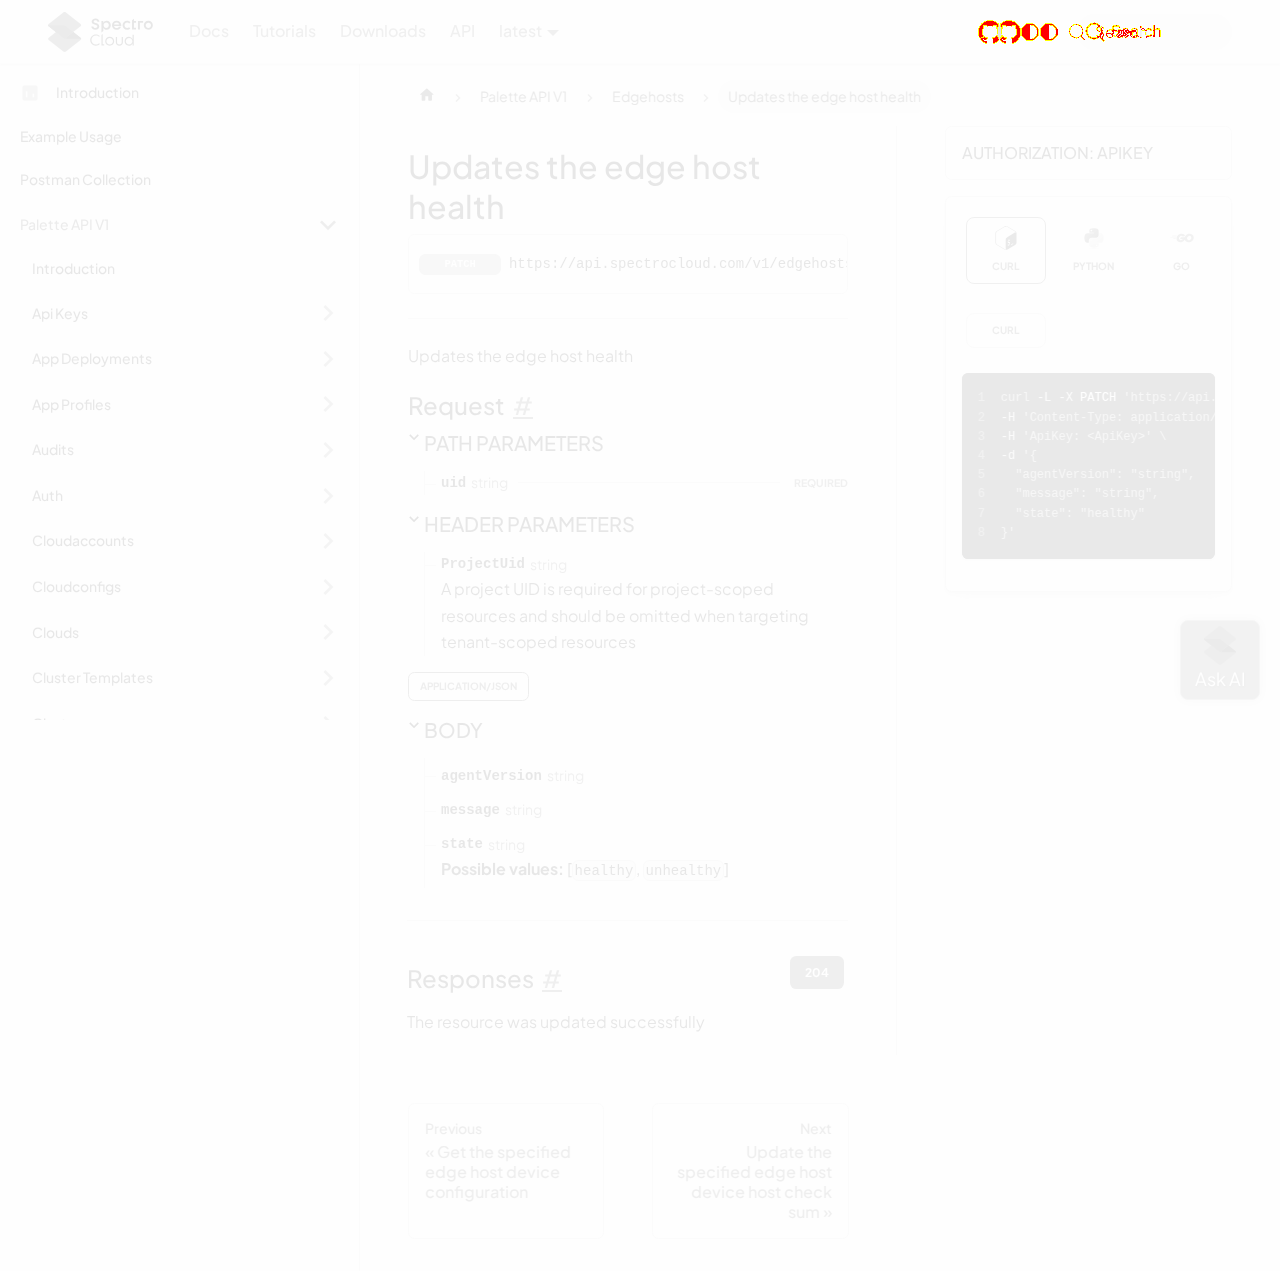 Spectro Cloud
Docs Tutorials Downloads API latest
Introduction
Example Usage
Postman Collection
Palette API V1
Introduction
Api Keys
App Deployments
App Profiles
Audits
Auth
Cloudaccounts
Cloudconfigs
Clouds
Cluster Templates
Palette API V1 › Edgehosts › Updates the edge host health
Updates the edge host
health
https://api.spectrocloud.com/v1/edgehosts
Updates the edge host health
Request #
PATH PARAMETERS
uid string REQUIRED
HEADER PARAMETERS
ProjectUid string
A project UID is required for project-scoped
resources and should be omitted when targeting
tenant-scoped resources
APPLICATION/JSON
BODY
agentVersion string
message string
state string
Possible values: [healthy, unhealthy]
Responses #
204
The resource was updated successfully
Previous
« Get the specified
edge host device
configuration
Next
Update the
specified edge host
device host check
sum »
AUTHORIZATION: APIKEY
CURL PYTHON GO
CURL
1 curl -L -X PATCH 'https://api.
2 -H 'Content-Type: application/
3 -H 'ApiKey: <ApiKey>' \
4 -d '{
5 "agentVersion": "string",
6 "message": "string",
7 "state": "healthy"
8 }'
Ask AI